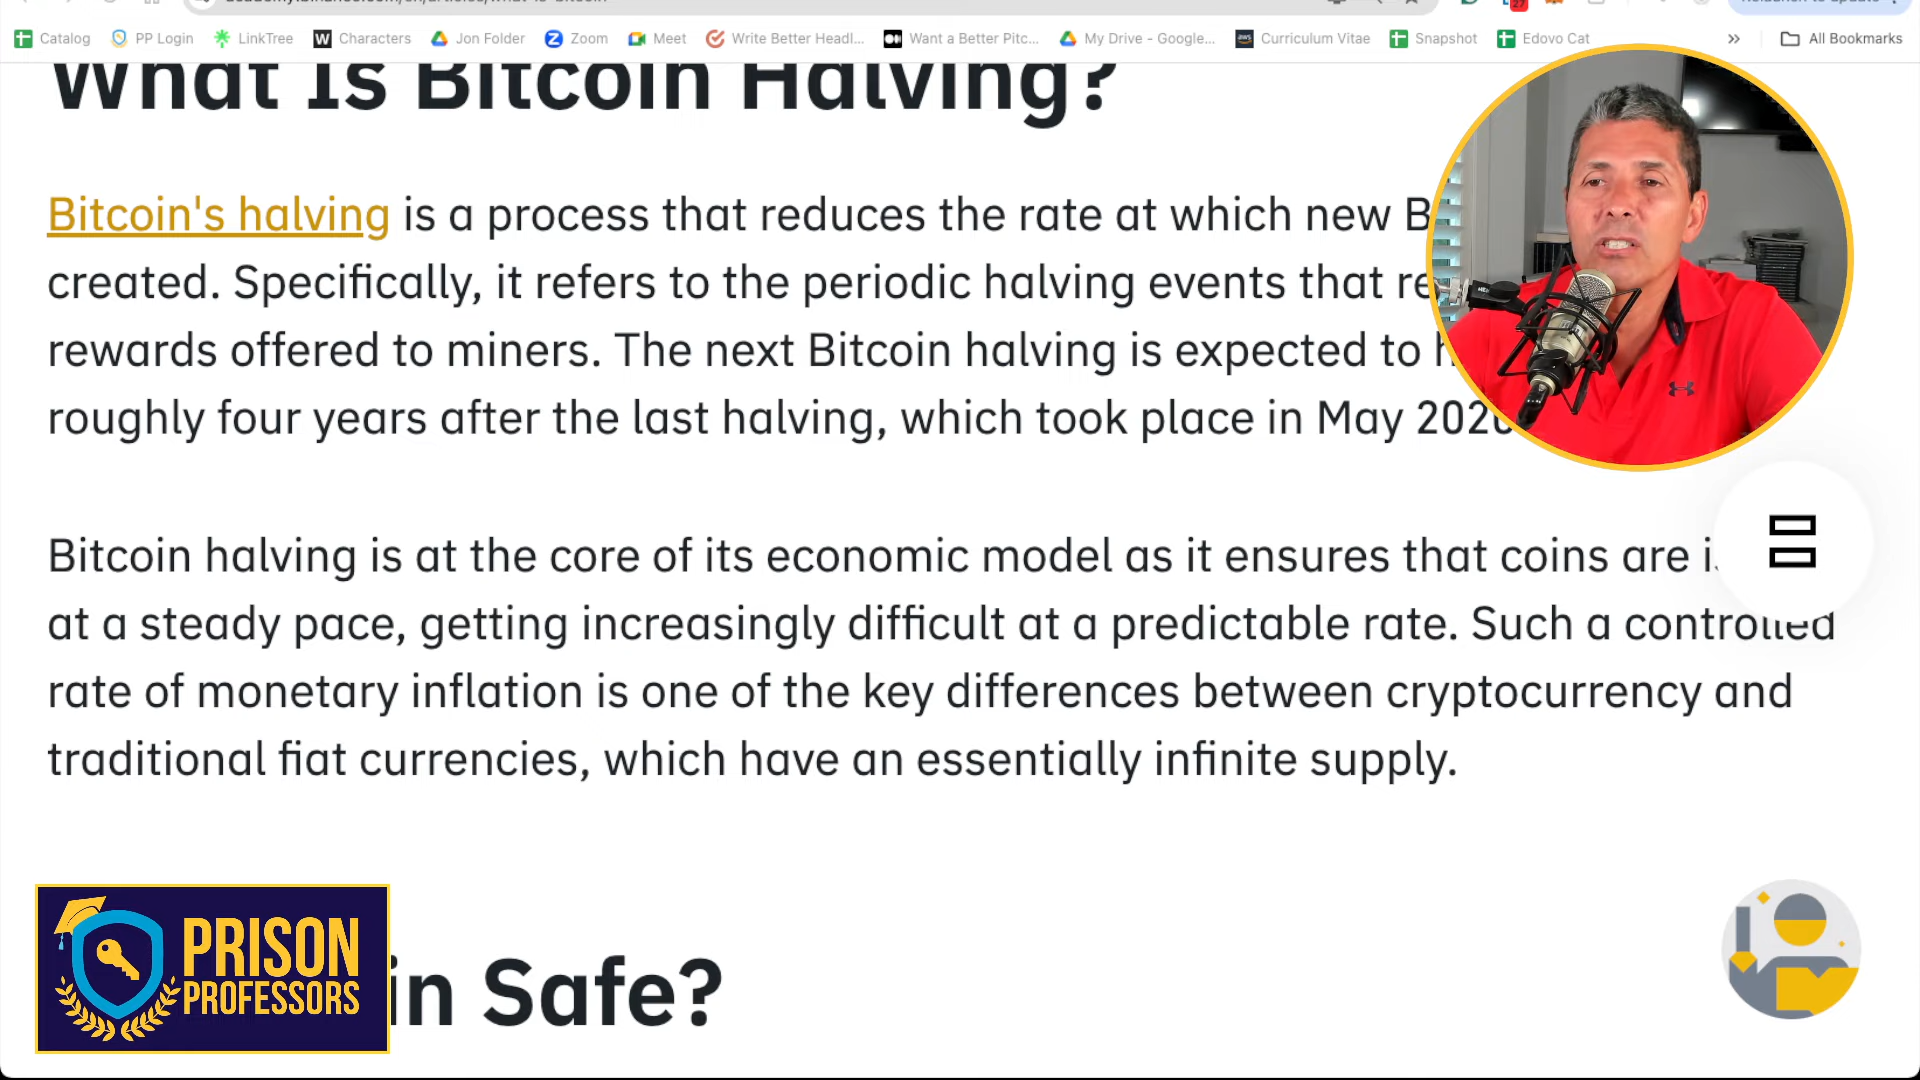 Catalog PP Login LinkTree Characters Jon Folder Zoom Meet Write Better Headl... Want a Better Pitc... My Drive - Google... Curriculum Vitae Snapshot Edovo Cat » All Bookmarks
What Is Bitcoin Halving?
Bitcoin's halving is a process that reduces the rate at which new
created. Specifically, it refers to the periodic halving events that
rewards offered to miners. The next Bitcoin halving is expected to
roughly four years after the last halving, which took place in May 2020
Bitcoin halving is at the core of its economic model as it ensures that coins are
at a steady pace, getting increasingly difficult at a predictable rate. Such a controlled
rate of monetary inflation is one of the key differences between cryptocurrency and
traditional fiat currencies, which have an essentially infinite supply.
in Safe?
PRISON
PROFESSORS